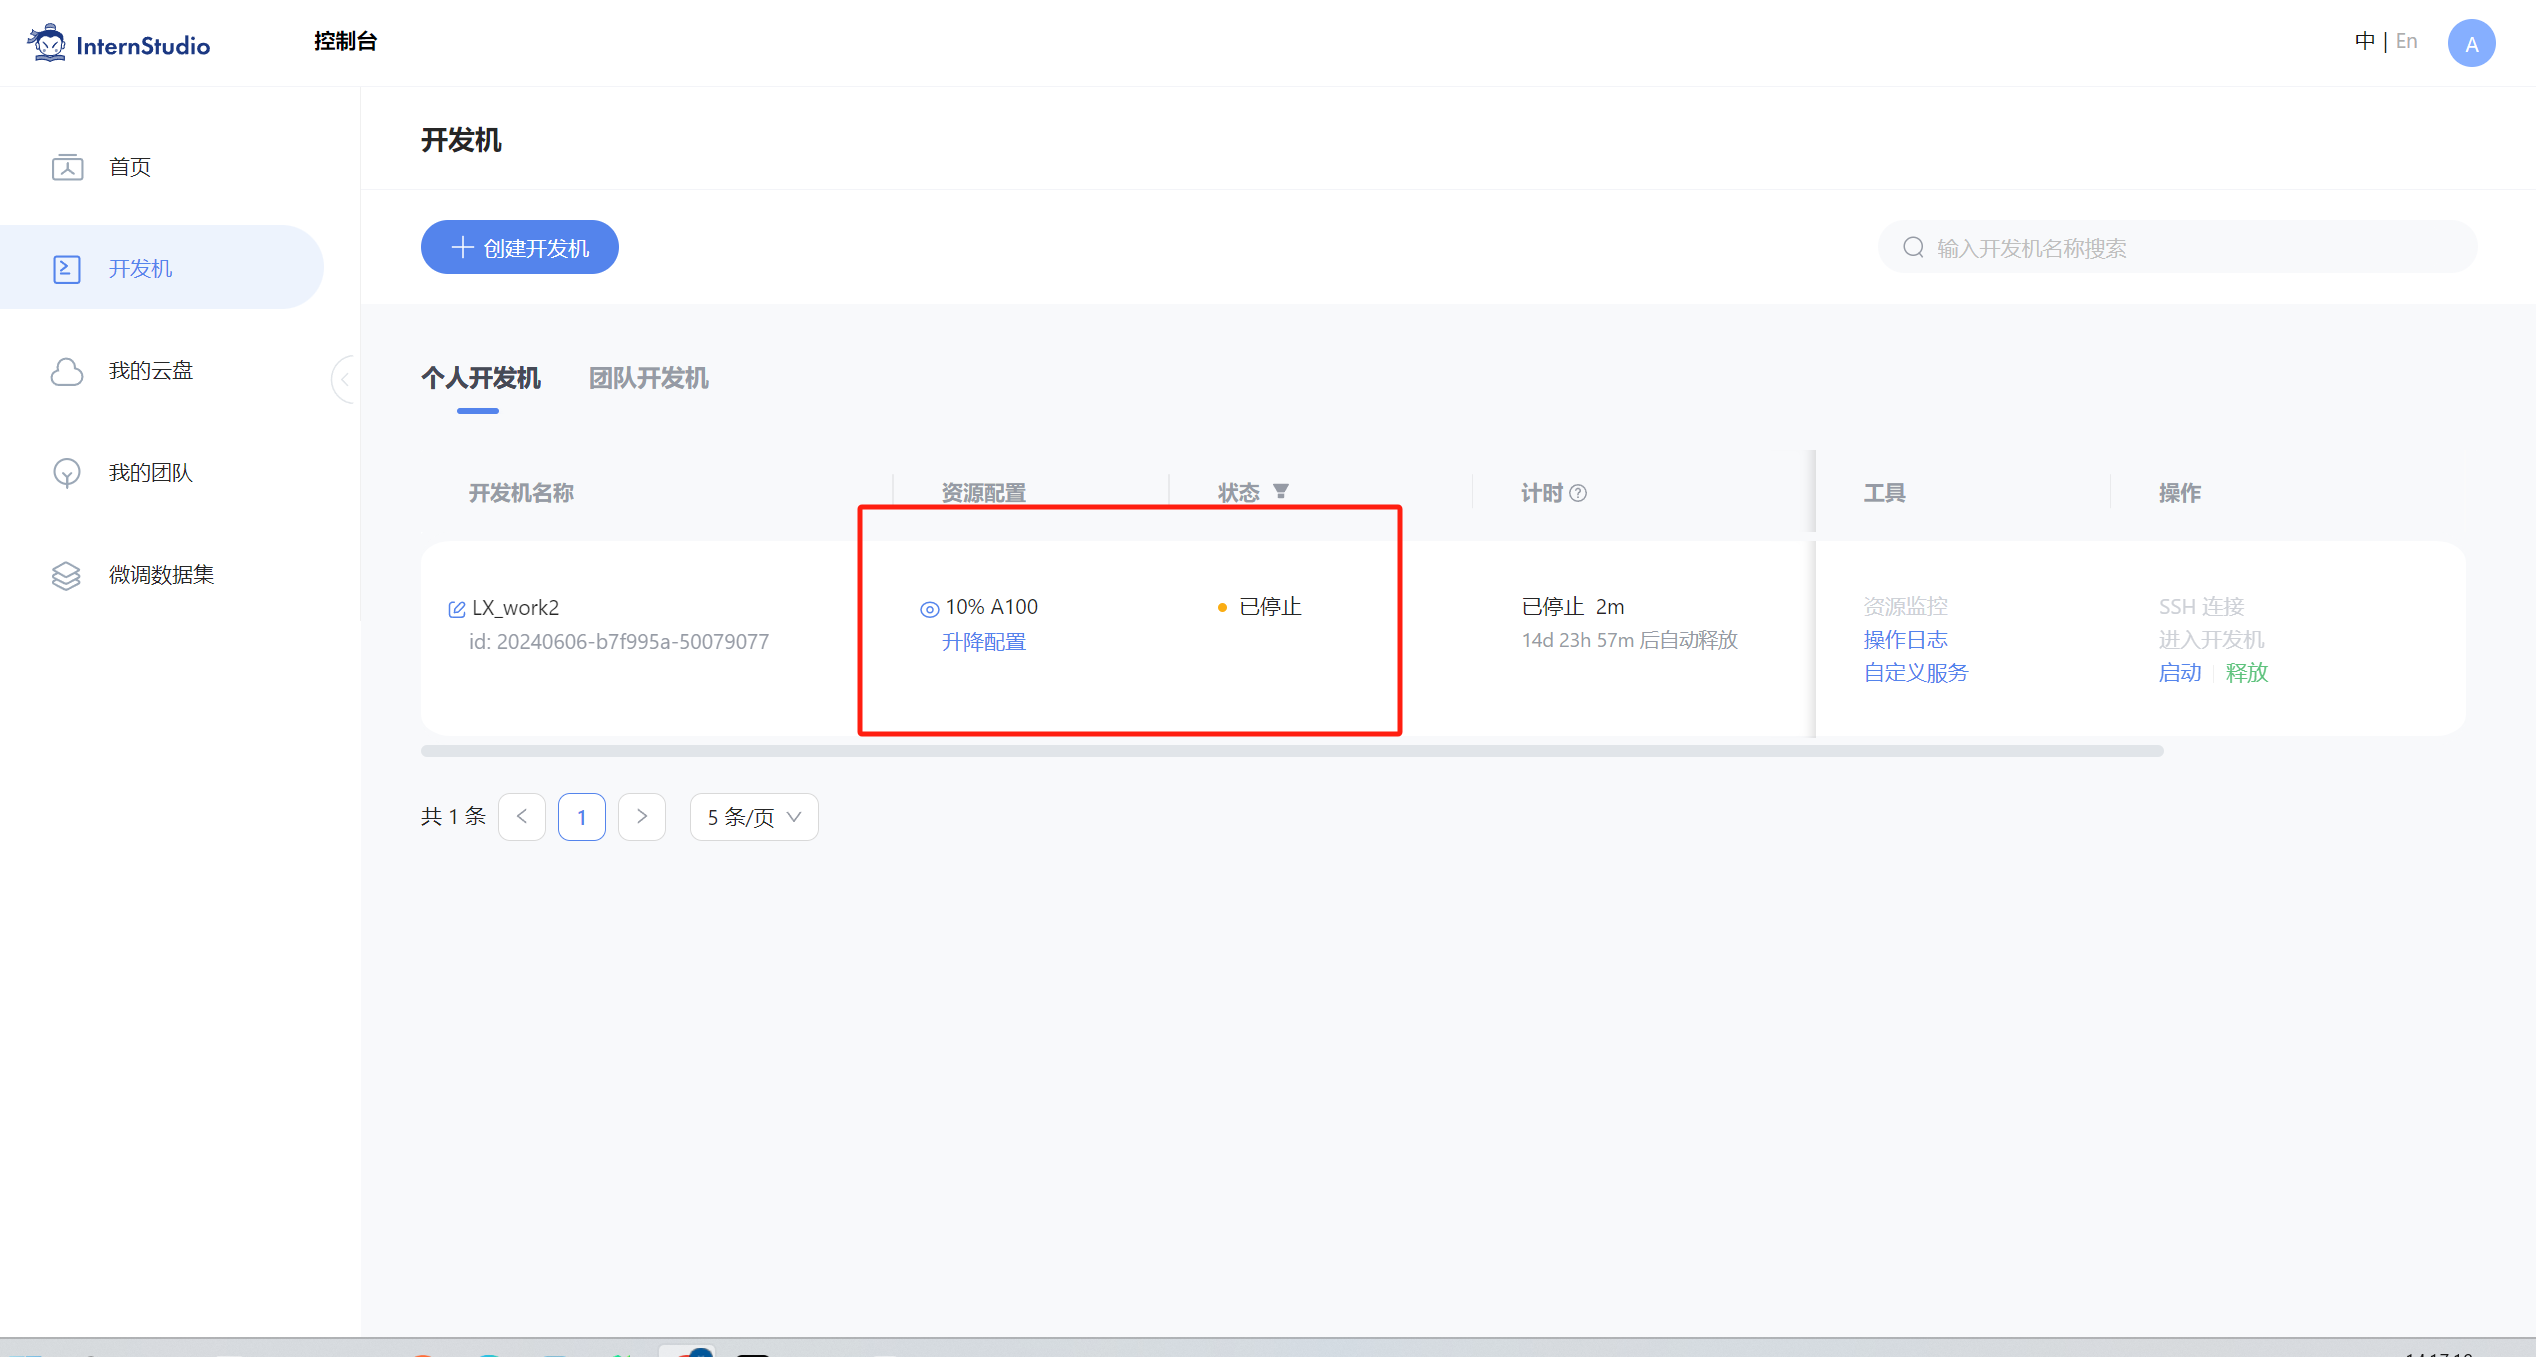 InternStudio
控制台
中 | En
A
首页
开发机
我的云盘
我的团队
微调数据集
开发机
创建开发机
输入开发机名称搜索
个人开发机 团队开发机
开发机名称 资源配置 状态 计时 工具 操作
LX_work2
id: 20240606-b7f995a-50079077
10% A100
升降配置
已停止
已停止 2m
14d 23h 57m 后自动释放
资源监控
操作日志
自定义服务
SSH 连接
进入开发机
启动 释放
共 1 条 < 1 > 5 条/页